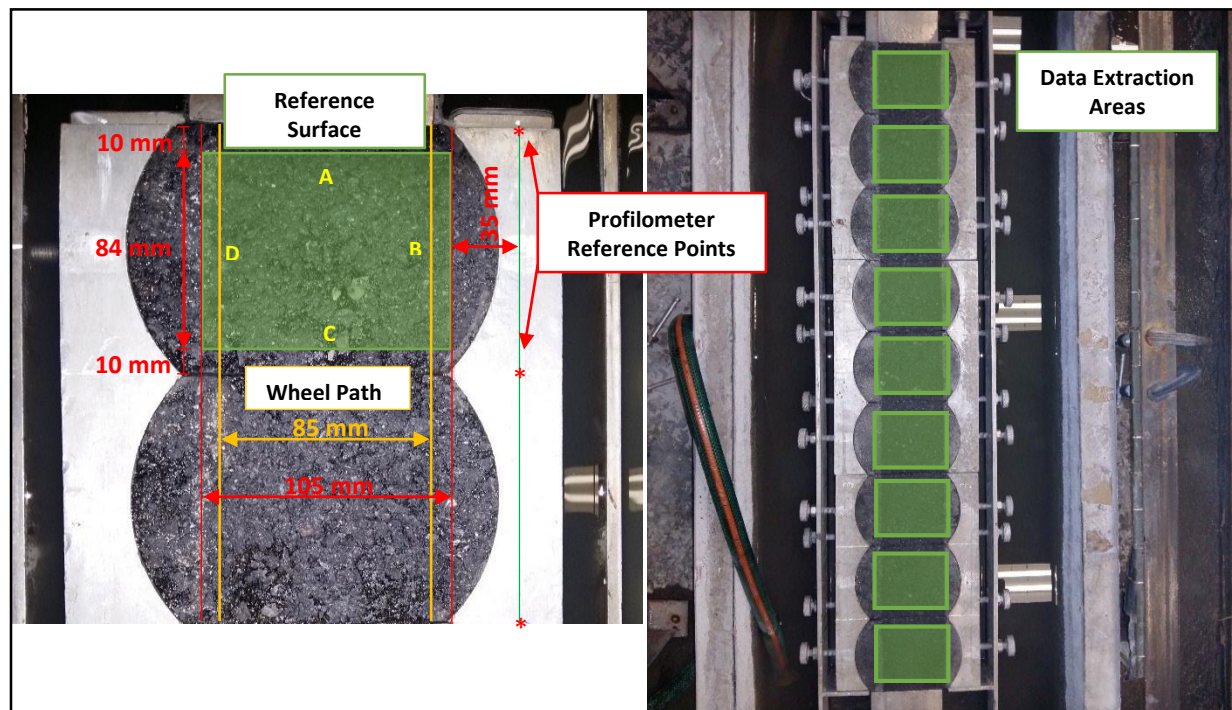 Reference
Surface
Data Extraction
Areas
10 mm
A
35 mm
Profilometer
Reference Points
84 mm
D
B
C
10 mm
Wheel Path
85 mm
105 mm
*
*
*